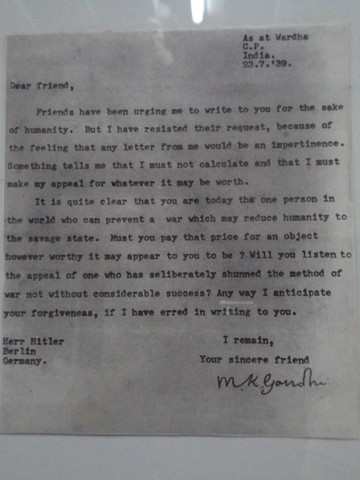 As at Wardha
C.P.
India.
23.7.'39.
Dear friend,
Friends have been urging me to write to you for the sake
of humanity. But I have resisted their request, because of
the feeling that any letter from me would be an impertinence.
Something tells me that I must not calculate and that I must
make my appeal for whatever it may be worth.
It is quite clear that you are today the one person in
the world who can prevent a war which may reduce humanity to
the savage state. Must you pay that price for an object
however worthy it may appear to you to be ? Will you listen to
the appeal of one who has seliberately shunned the method of
war not without considerable success? Any way I anticipate
your forgiveness, if I have erred in writing to you.
Herr Hitler
Berlin
Germany.
I remain,
Your sincere friend
M.K.Gandhi